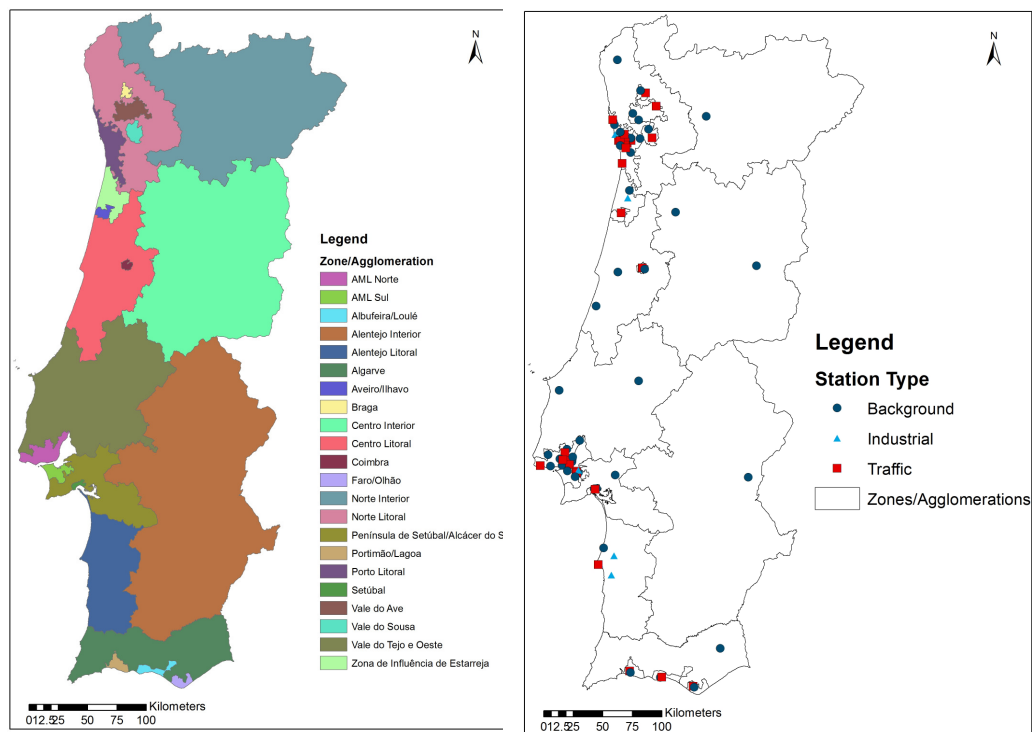 N
Legend
Zone/Agglomeration
AML Norte
AML Sul
Albufeira/Loulé
Alentejo Interior
Alentejo Litoral
Algarve
Aveiro/Ilhavo
Braga
Centro Interior
Centro Litoral
Coimbra
Faro/Olhão
Norte Interior
Norte Litoral
Península de Setúbal/Alcácer do S
Portimão/Lagoa
Porto Litoral
Setúbal
Vale do Ave
Vale do Sousa
Vale do Tejo e Oeste
Zona de Influência de Estarreja
Kilometers
012.525 50 75 100
N
Legend
Station Type
Background
Industrial
Traffic
Zones/Agglomerations
Kilometers
012.525 50 75 100